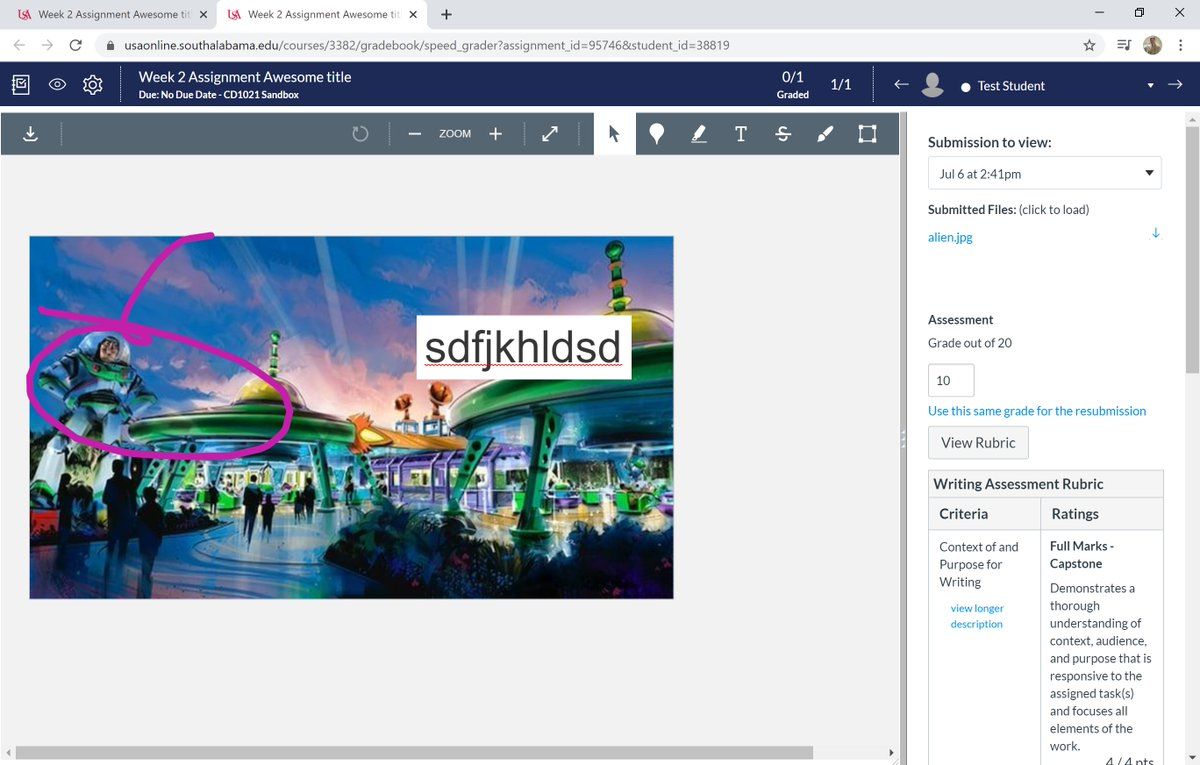 Week 2 Assignment Awesome tit
Week 2 Assignment Awesome tit
usaonline.southalabama.edu/courses/3382/gradebook/speed_grader?assignment_id=95746&student_id=38819
Week 2 Assignment Awesome title
Due: No Due Date - CD1021 Sandbox
0/1
Graded
1/1
Test Student
ZOOM
T
S
sdfjkhldsd
Submission to view:
Jul 6 at 2:41pm
Submitted Files: (click to load)
alien.jpg
Assessment
Grade out of 20
10
Use this same grade for the resubmission
View Rubric
Writing Assessment Rubric
Criteria
Ratings
Context of and
Purpose for
Writing
view longer
description
Full Marks -
Capstone
Demonstrates a
thorough
understanding of
context, audience,
and purpose that is
responsive to the
assigned task(s)
and focuses all
elements of the
work.
4 / 4 pts